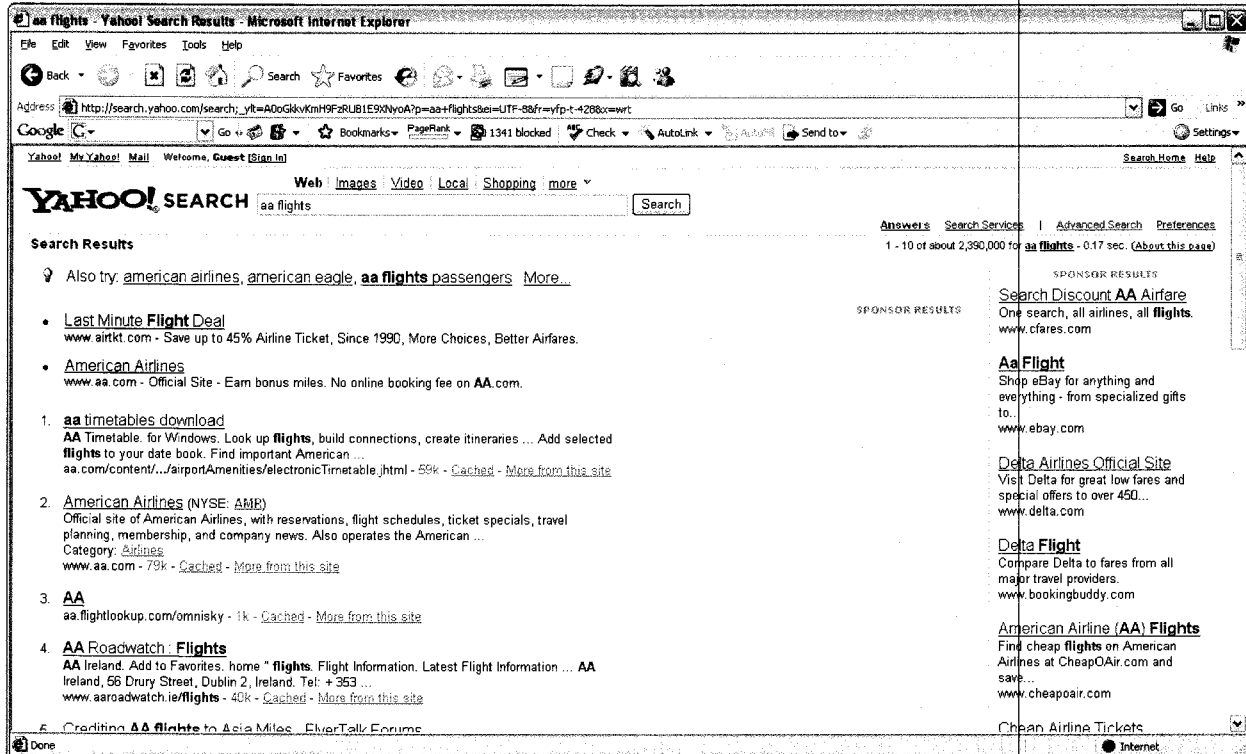 aa flights - Yahoo! Search Results - Microsoft Internet Explorer
File Edit View Favorites Tools Help
Back Search Favorites
Address http://search.yahoo.com/search;_ylt=A0oGkkvKmH9FzRUB1E9XNyoA?p=aa+flights&ei=UTF-8&fr=yfp-t-428&x=wrt Go Links »
Google G Go Bookmarks PageRank 1341 blocked Check AutoLink AutoFill Send to Settings
Yahoo! My Yahoo! Mail Welcome, Guest [Sign In] Search Home Help
Web Images Video Local Shopping more
YAHOO! SEARCH aa flights Search
Answers Search Services | Advanced Search Preferences
Search Results 1 - 10 of about 2,390,000 for aa flights - 0.17 sec. (About this page)
Also try: american airlines, american eagle, aa flights passengers More...
SPONSOR RESULTS
• Last Minute Flight Deal
www.airtkt.com - Save up to 45% Airline Ticket, Since 1990, More Choices, Better Airfares.
• American Airlines
www.aa.com - Official Site - Earn bonus miles. No online booking fee on AA.com.
1. aa timetables download
AA Timetable. for Windows. Look up flights, build connections, create itineraries ... Add selected
flights to your date book. Find important American ...
aa.com/content/.../airportAmenities/electronicTimetable.jhtml - 59k - Cached - More from this site
2. American Airlines (NYSE: AMR)
Official site of American Airlines, with reservations, flight schedules, ticket specials, travel
planning, membership, and company news. Also operates the American ...
Category: Airlines
www.aa.com - 79k - Cached - More from this site
3. AA
aa.flightlookup.com/omnisky - 1k - Cached - More from this site
4. AA Roadwatch : Flights
AA Ireland. Add to Favorites. home " flights. Flight Information. Latest Flight Information ... AA
Ireland, 56 Drury Street, Dublin 2, Ireland. Tel: + 353 ...
www.aaroadwatch.ie/flights - 40k - Cached - More from this site
5. Crediting AA flights to Asia Miles - FlyerTalk Forums
SPONSOR RESULTS
Search Discount AA Airfare
One search, all airlines, all flights.
www.cfares.com
Aa Flight
Shop eBay for anything and
everything - from specialized gifts
to..
www.ebay.com
Delta Airlines Official Site
Visit Delta for great low fares and
special offers to over 450...
www.delta.com
Delta Flight
Compare Delta to fares from all
major travel providers.
www.bookingbuddy.com
American Airline (AA) Flights
Find cheap flights on American
Airlines at CheapOAir.com and
save...
www.cheapoair.com
Cheap Airline Tickets
Done Internet